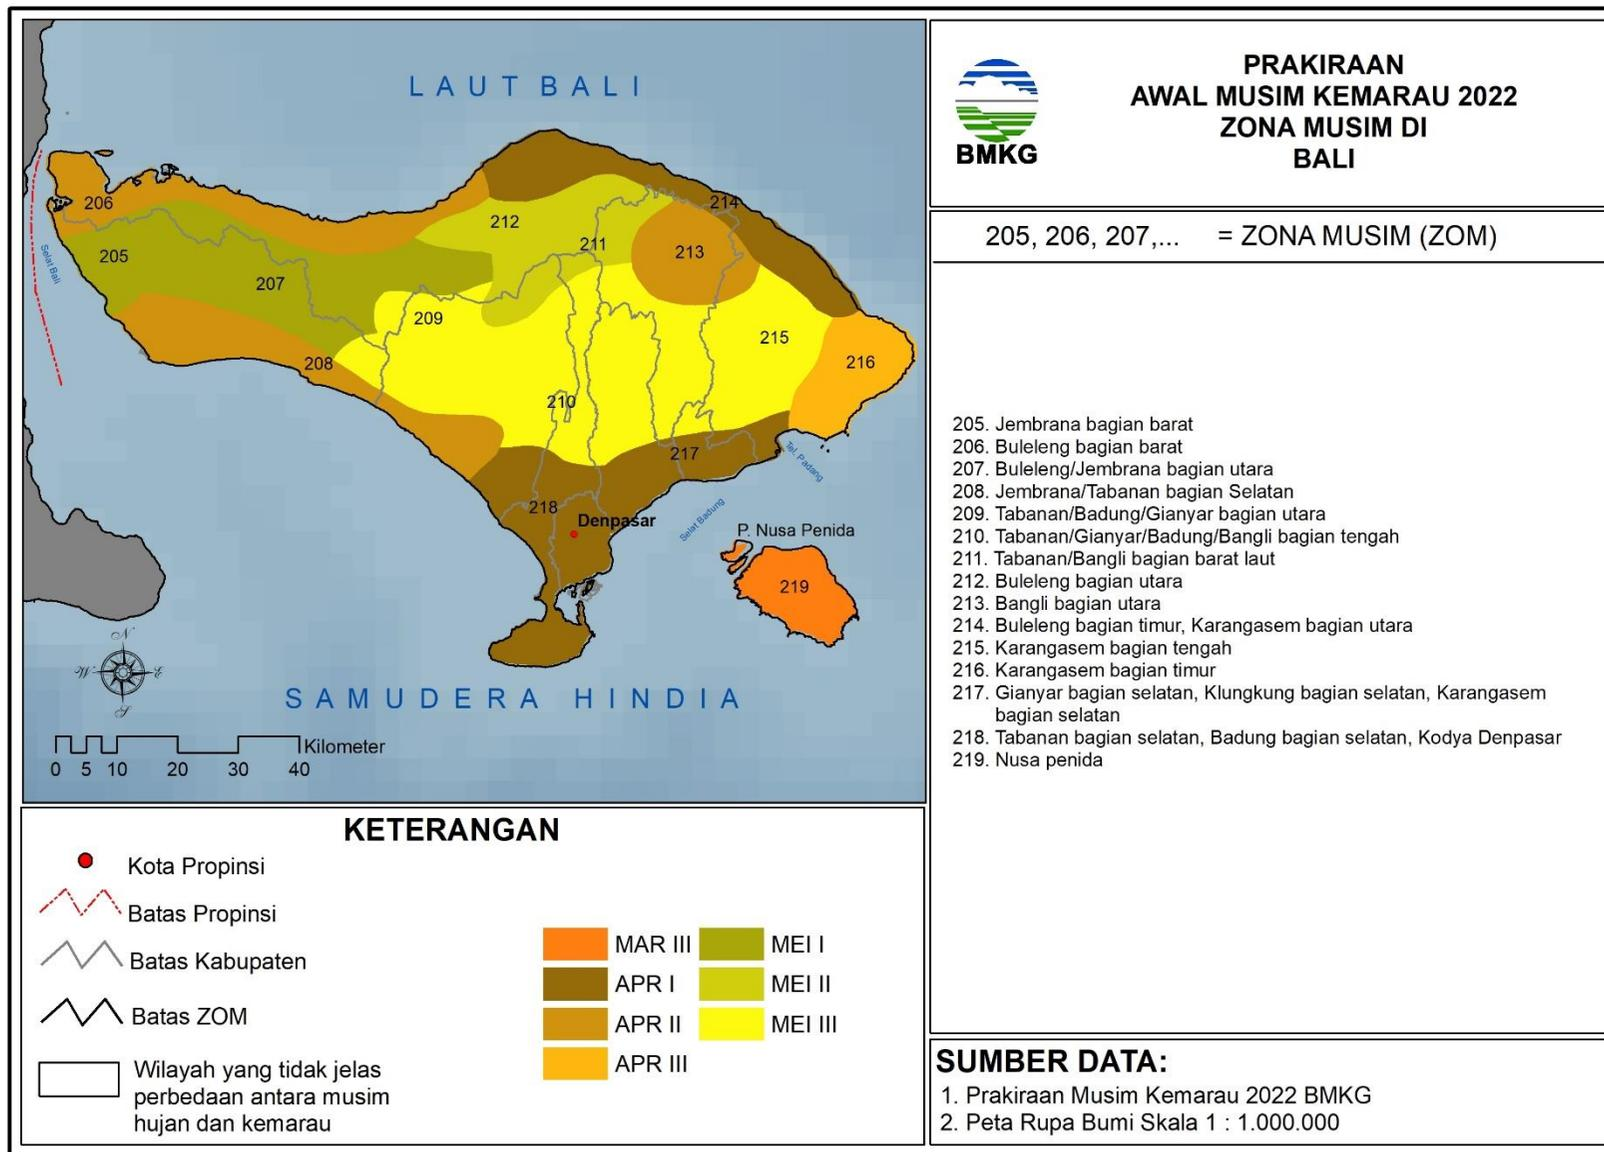 LAUT BALI
206
205
207
212
211
213
214
209
208
210
215
216
217
218
Denpasar
P. Nusa Penida
219
Selat Bali
Tel. Padang
Selat Badung
N
W
E
S
SAMUDERA HINDIA
Kilometer
0 5 10 20 30 40
BMKG
PRAKIRAAN
AWAL MUSIM KEMARAU 2022
ZONA MUSIM DI
BALI
205, 206, 207,... = ZONA MUSIM (ZOM)
205. Jembrana bagian barat
206. Buleleng bagian barat
207. Buleleng/Jembrana bagian utara
208. Jembrana/Tabanan bagian Selatan
209. Tabanan/Badung/Gianyar bagian utara
210. Tabanan/Gianyar/Badung/Bangli bagian tengah
211. Tabanan/Bangli bagian barat laut
212. Buleleng bagian utara
213. Bangli bagian utara
214. Buleleng bagian timur, Karangasem bagian utara
215. Karangasem bagian tengah
216. Karangasem bagian timur
217. Gianyar bagian selatan, Klungkung bagian selatan, Karangasem
bagian selatan
218. Tabanan bagian selatan, Badung bagian selatan, Kodya Denpasar
219. Nusa penida
KETERANGAN
Kota Propinsi
Batas Propinsi
Batas Kabupaten
Batas ZOM
Wilayah yang tidak jelas
perbedaan antara musim
hujan dan kemarau
MAR III
APR I
APR II
APR III
MEI I
MEI II
MEI III
SUMBER DATA:
1. Prakiraan Musim Kemarau 2022 BMKG
2. Peta Rupa Bumi Skala 1 : 1.000.000